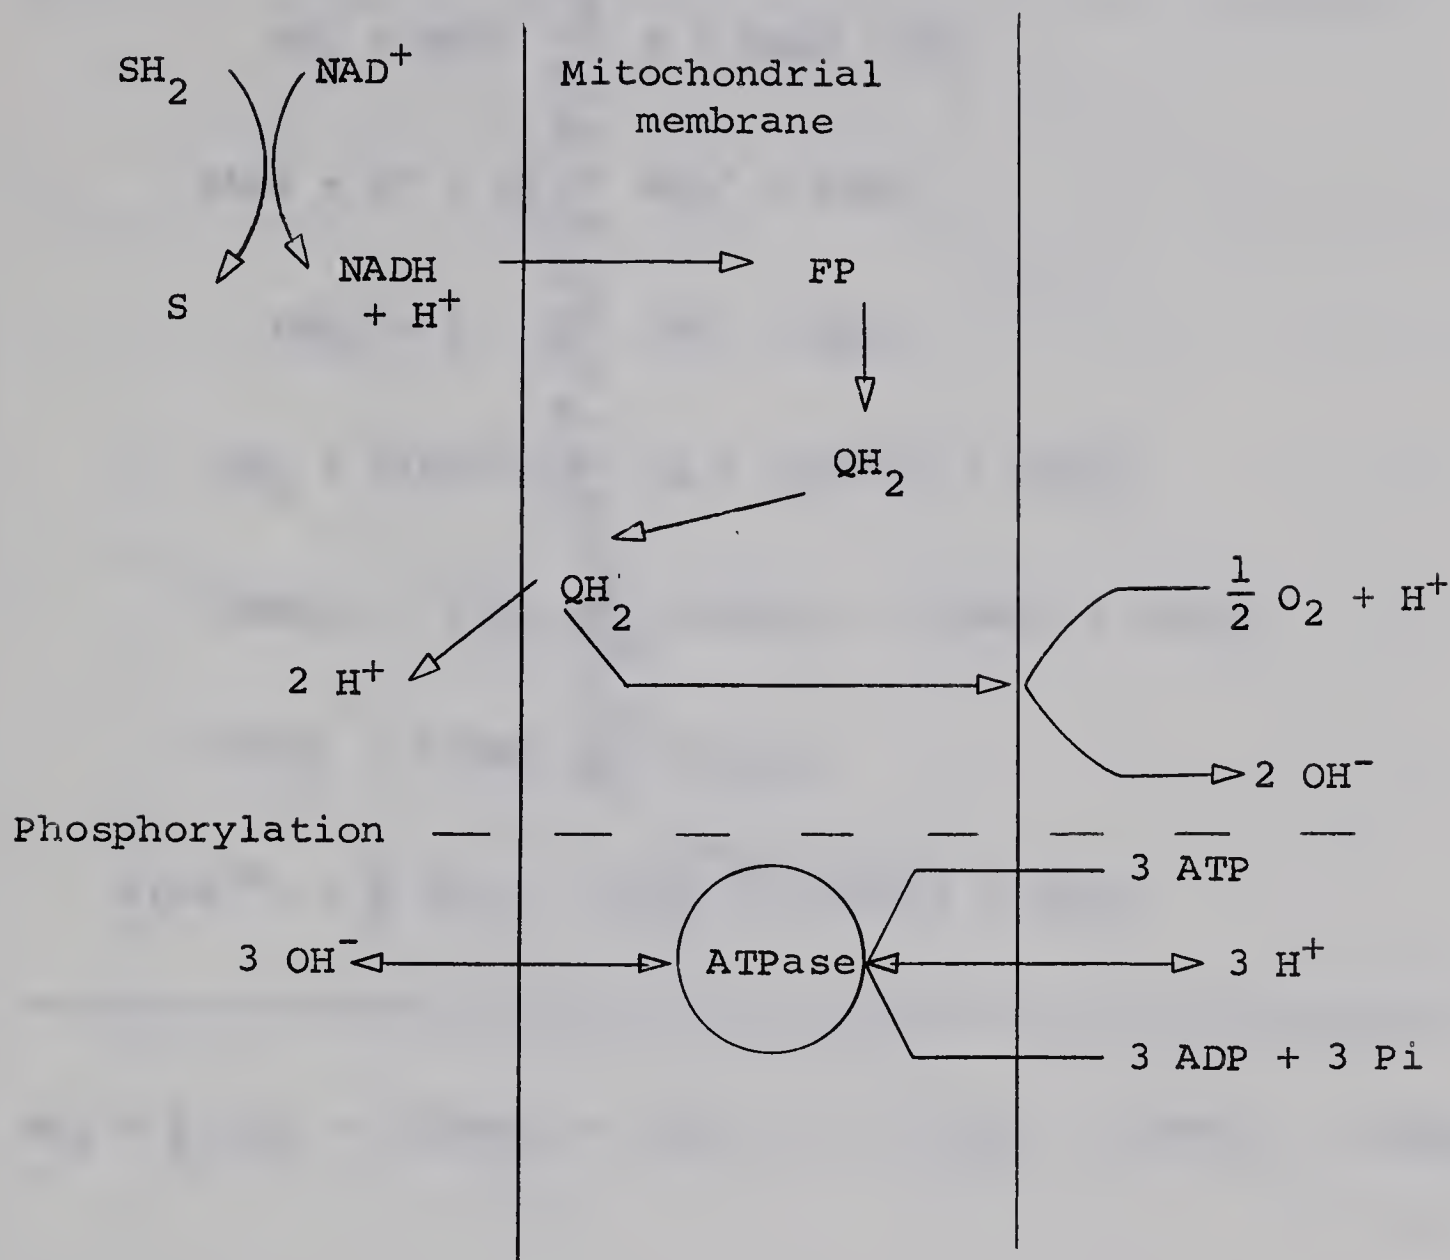 SH₂ NAD⁺
Mitochondrial
membrane
S
NADH
+ H⁺
FP
QH₂
QH₂
2 H⁺
1/2 O₂ + H⁺
2 OH⁻
Phosphorylation
3 ATP
3 OH⁻
ATPase
3 H⁺
3 ADP + 3 Pi